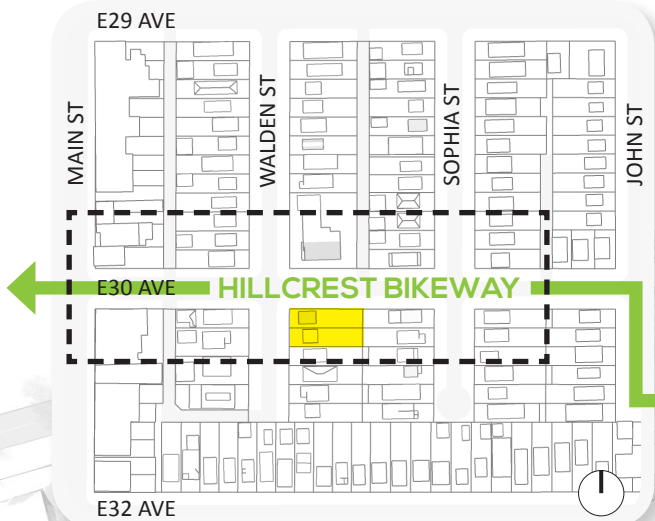 E29 AVE
MAIN ST
WALDEN ST
SOPHIA ST
JOHN ST
E30 AVE
HILLCREST BIKEWAY
E32 AVE